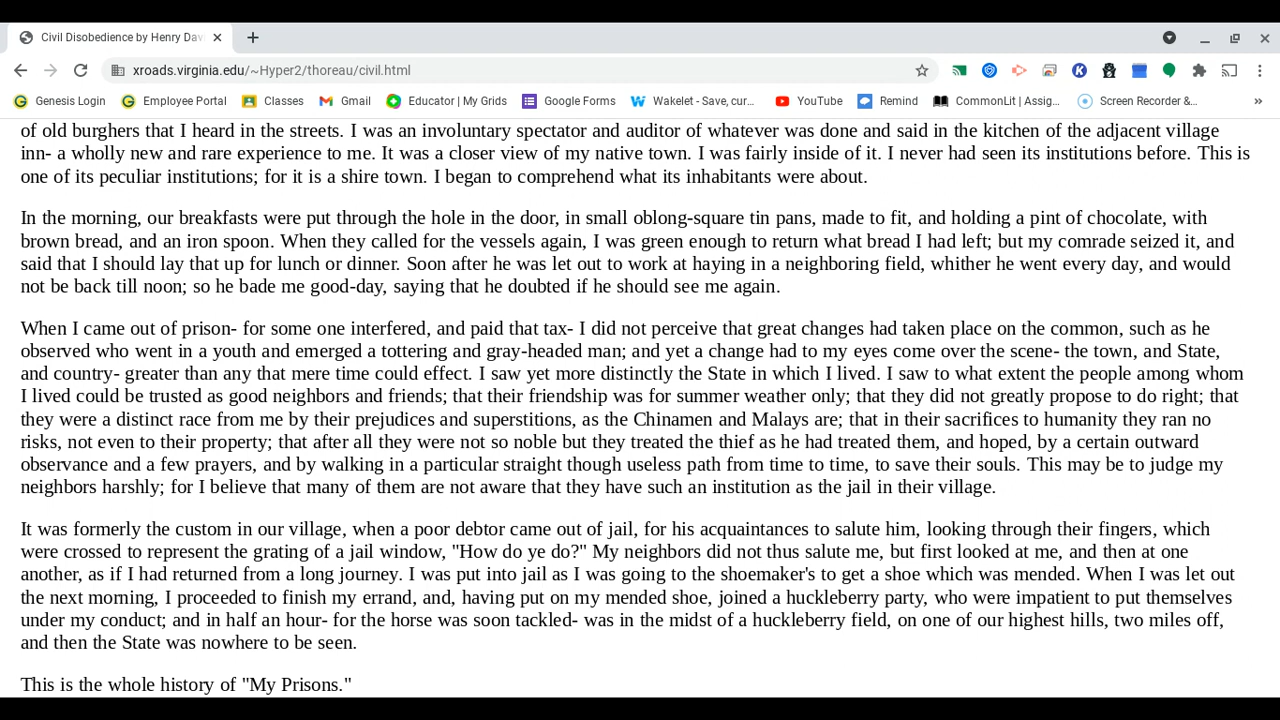 Civil Disobedience by Henry Dav
xroads.virginia.edu/~Hyper2/thoreau/civil.html
Genesis Login Employee Portal Classes Gmail Educator | My Grids Google Forms Wakelet - Save, cur... YouTube Remind CommonLit | Assig... Screen Recorder &... »
of old burghers that I heard in the streets. I was an involuntary spectator and auditor of whatever was done and said in the kitchen of the adjacent village
inn- a wholly new and rare experience to me. It was a closer view of my native town. I was fairly inside of it. I never had seen its institutions before. This is
one of its peculiar institutions; for it is a shire town. I began to comprehend what its inhabitants were about.
In the morning, our breakfasts were put through the hole in the door, in small oblong-square tin pans, made to fit, and holding a pint of chocolate, with
brown bread, and an iron spoon. When they called for the vessels again, I was green enough to return what bread I had left; but my comrade seized it, and
said that I should lay that up for lunch or dinner. Soon after he was let out to work at haying in a neighboring field, whither he went every day, and would
not be back till noon; so he bade me good-day, saying that he doubted if he should see me again.
When I came out of prison- for some one interfered, and paid that tax- I did not perceive that great changes had taken place on the common, such as he
observed who went in a youth and emerged a tottering and gray-headed man; and yet a change had to my eyes come over the scene- the town, and State,
and country- greater than any that mere time could effect. I saw yet more distinctly the State in which I lived. I saw to what extent the people among whom
I lived could be trusted as good neighbors and friends; that their friendship was for summer weather only; that they did not greatly propose to do right; that
they were a distinct race from me by their prejudices and superstitions, as the Chinamen and Malays are; that in their sacrifices to humanity they ran no
risks, not even to their property; that after all they were not so noble but they treated the thief as he had treated them, and hoped, by a certain outward
observance and a few prayers, and by walking in a particular straight though useless path from time to time, to save their souls. This may be to judge my
neighbors harshly; for I believe that many of them are not aware that they have such an institution as the jail in their village.
It was formerly the custom in our village, when a poor debtor came out of jail, for his acquaintances to salute him, looking through their fingers, which
were crossed to represent the grating of a jail window, "How do ye do?" My neighbors did not thus salute me, but first looked at me, and then at one
another, as if I had returned from a long journey. I was put into jail as I was going to the shoemaker's to get a shoe which was mended. When I was let out
the next morning, I proceeded to finish my errand, and, having put on my mended shoe, joined a huckleberry party, who were impatient to put themselves
under my conduct; and in half an hour- for the horse was soon tackled- was in the midst of a huckleberry field, on one of our highest hills, two miles off,
and then the State was nowhere to be seen.
This is the whole history of "My Prisons."